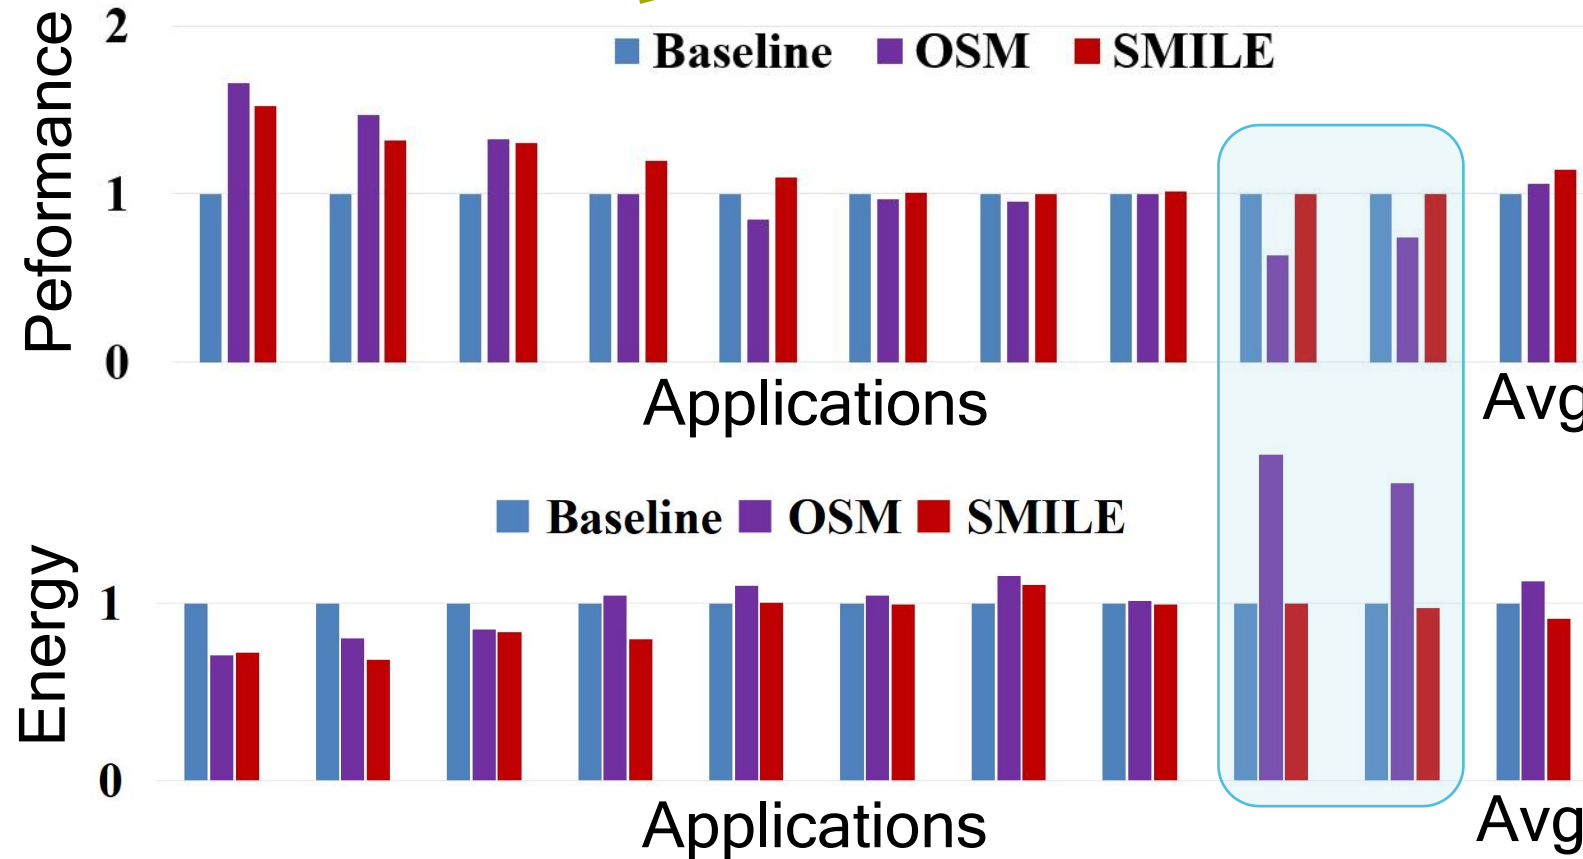 2
Baseline OSM SMILE
Peformance
1
0
Applications
Avg
Baseline OSM SMILE
Energy
1
0
Applications
Avg